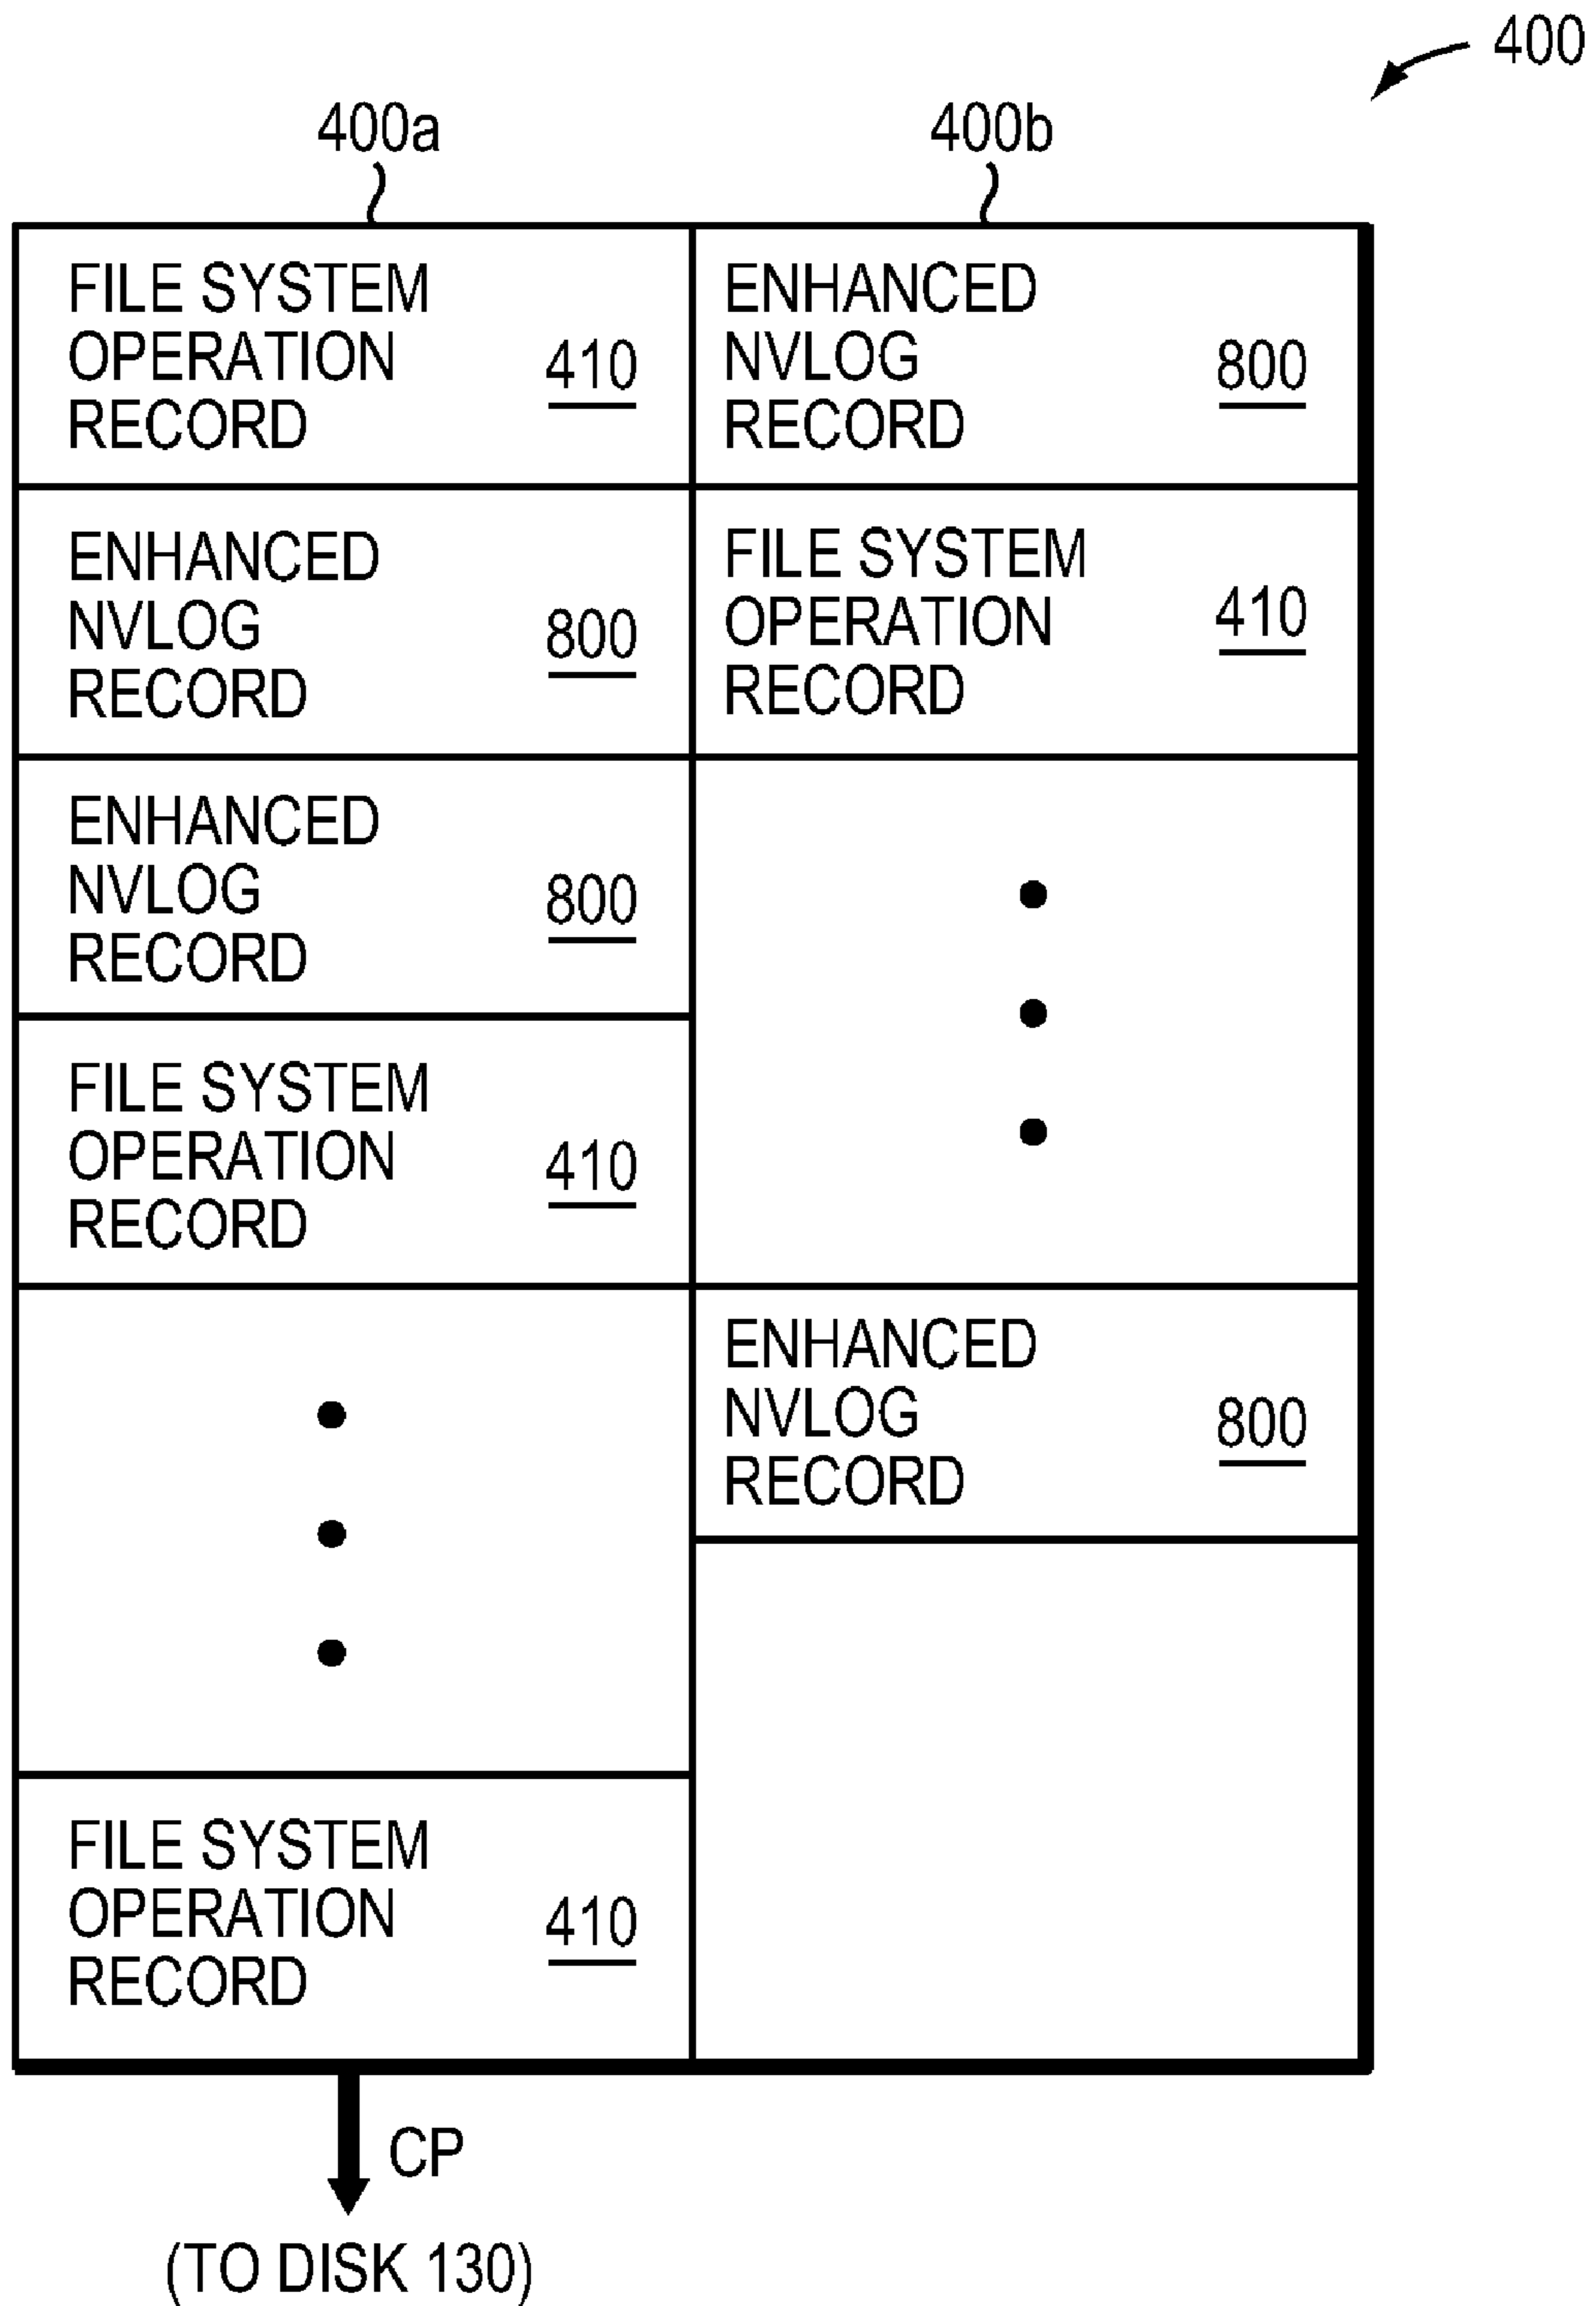 400
400a
400b
FILE SYSTEM
OPERATION
RECORD
410
ENHANCED
NVLOG
RECORD
800
ENHANCED
NVLOG
RECORD
800
FILE SYSTEM
OPERATION
RECORD
410
ENHANCED
NVLOG
RECORD
800
FILE SYSTEM
OPERATION
RECORD
410
ENHANCED
NVLOG
RECORD
800
FILE SYSTEM
OPERATION
RECORD
410
CP
(TO DISK 130)